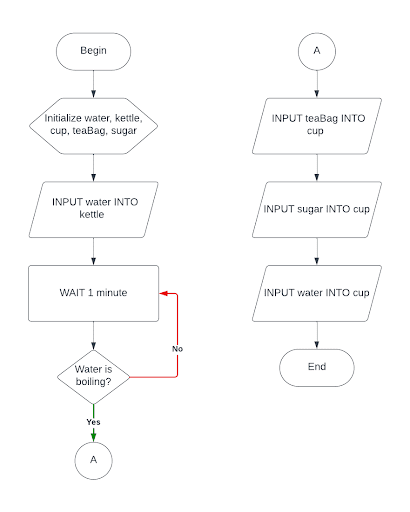 Begin
Initialize water, kettle,
cup, teaBag, sugar
INPUT water INTO
kettle
WAIT 1 minute
No
Water is
boiling?
Yes
A
A
INPUT teaBag INTO
cup
INPUT sugar INTO cup
INPUT water INTO cup
End